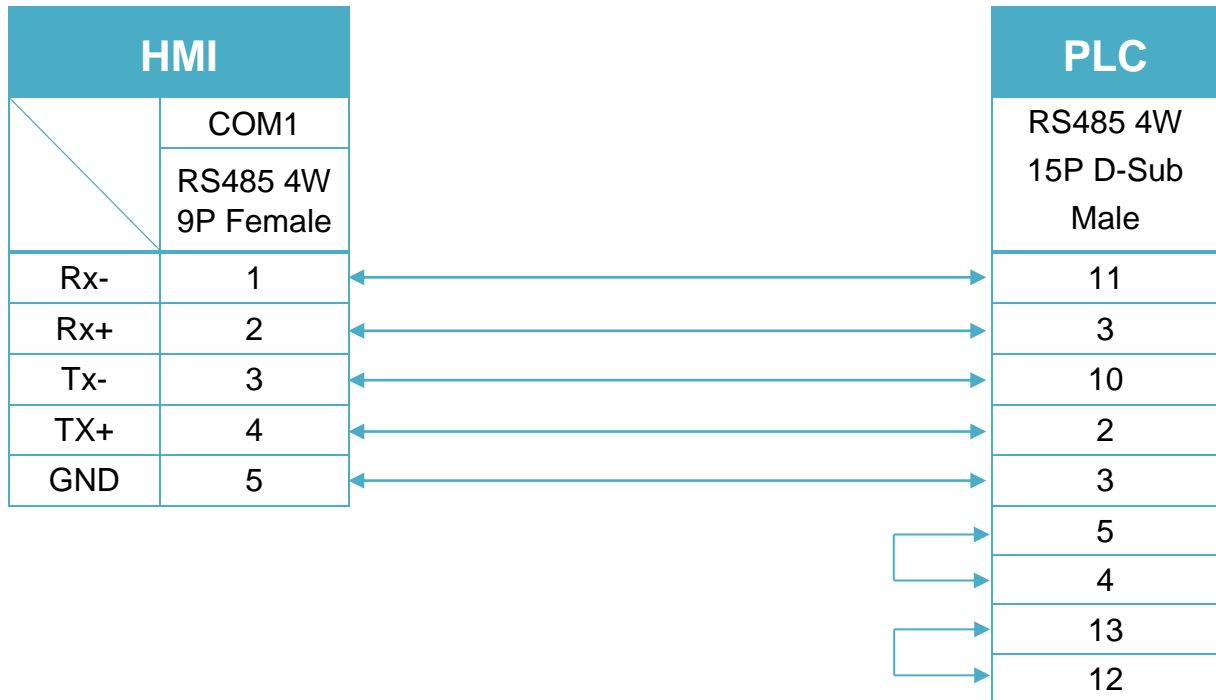 HMI PLC
COM1 RS485 4W
RS485 4W 15P D-Sub
9P Female Male
Rx- 1 11
Rx+ 2 3
Tx- 3 10
TX+ 4 2
GND 5 3
5
4
13
12